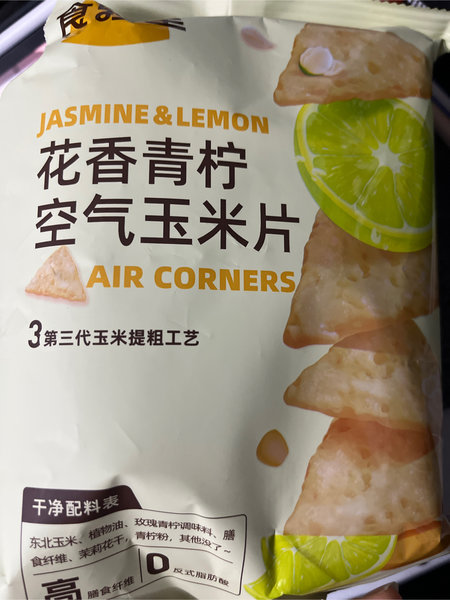 JASMINE & LEMON
花香青柠
空气玉米片
AIR CORNERS
3第三代玉米提粗工艺
干净配料表
东北玉米、植物油、玫瑰青柠调味料、膳
食纤维、茉莉花干、青柠粉，其他没了~
高膳食纤维
0反式脂肪酸